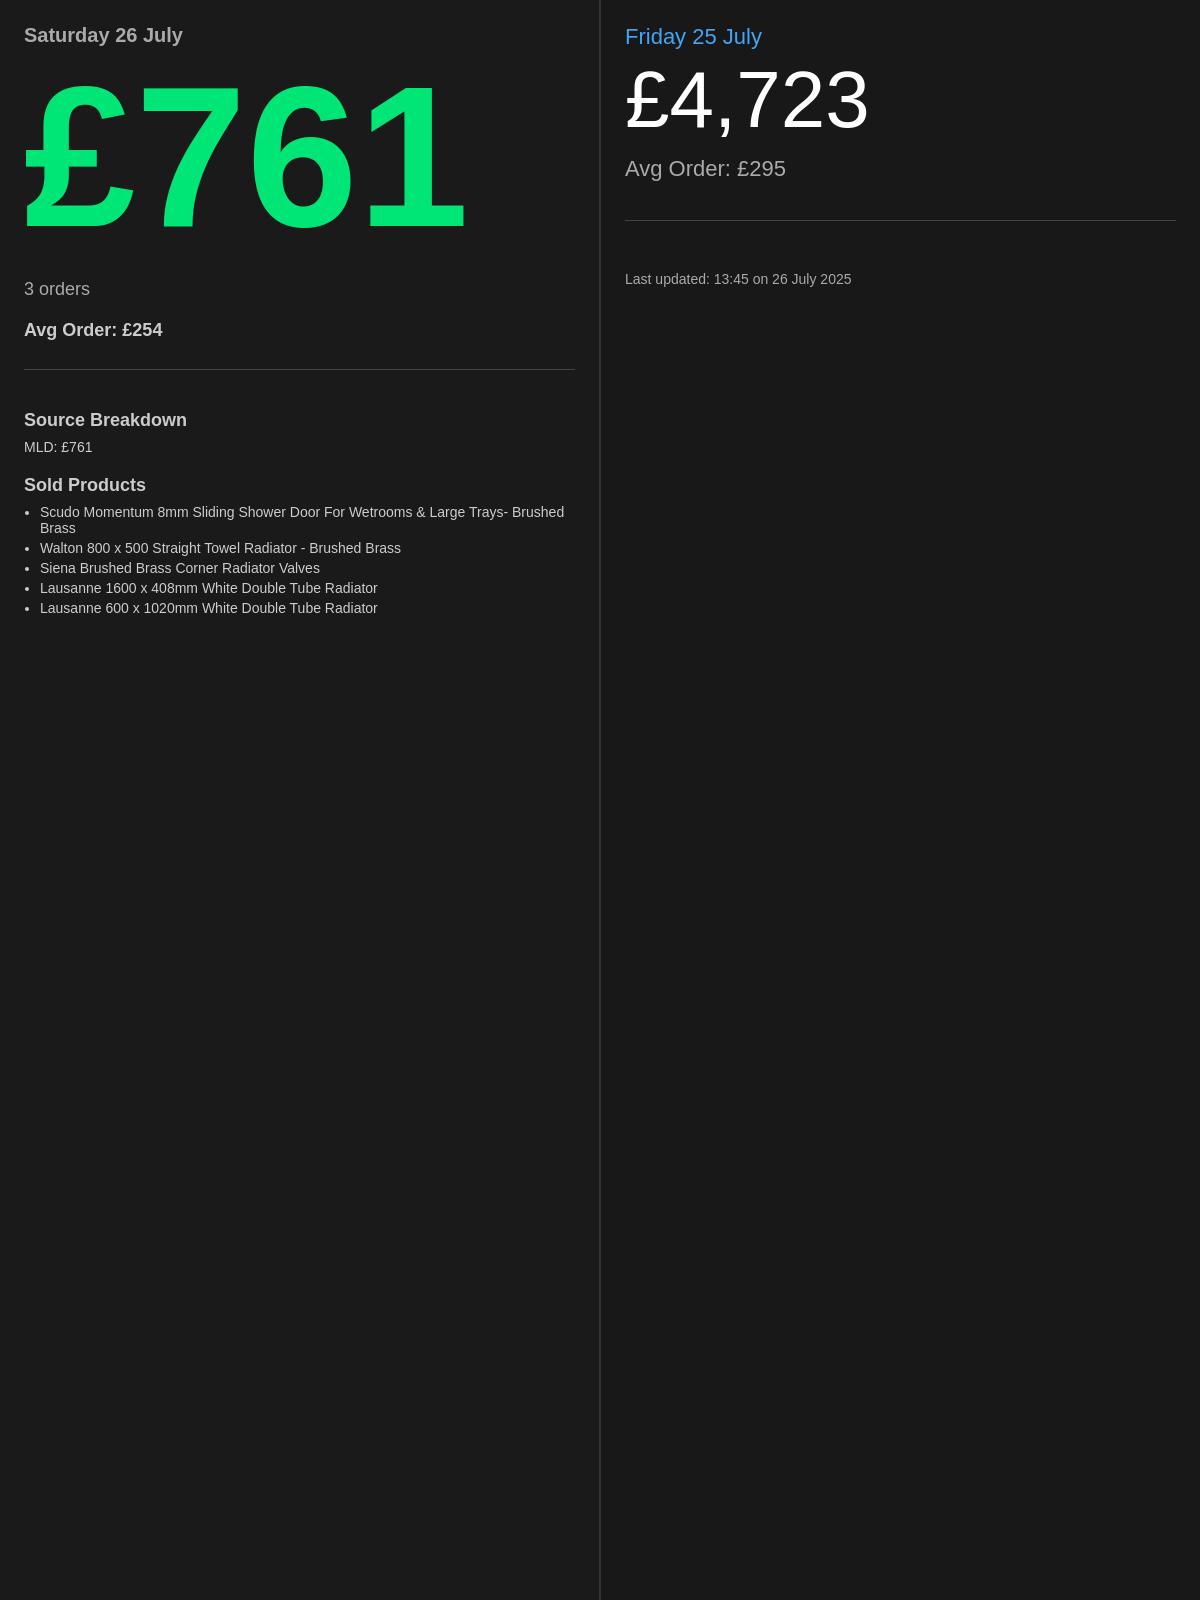 Saturday 26 July
£761
3 orders
Avg Order: £254
Source Breakdown
MLD: £761
Sold Products
• Scudo Momentum 8mm Sliding Shower Door For Wetrooms & Large Trays- Brushed
Brass
• Walton 800 x 500 Straight Towel Radiator - Brushed Brass
• Siena Brushed Brass Corner Radiator Valves
• Lausanne 1600 x 408mm White Double Tube Radiator
• Lausanne 600 x 1020mm White Double Tube Radiator
Friday 25 July
£4,723
Avg Order: £295
Last updated: 13:45 on 26 July 2025